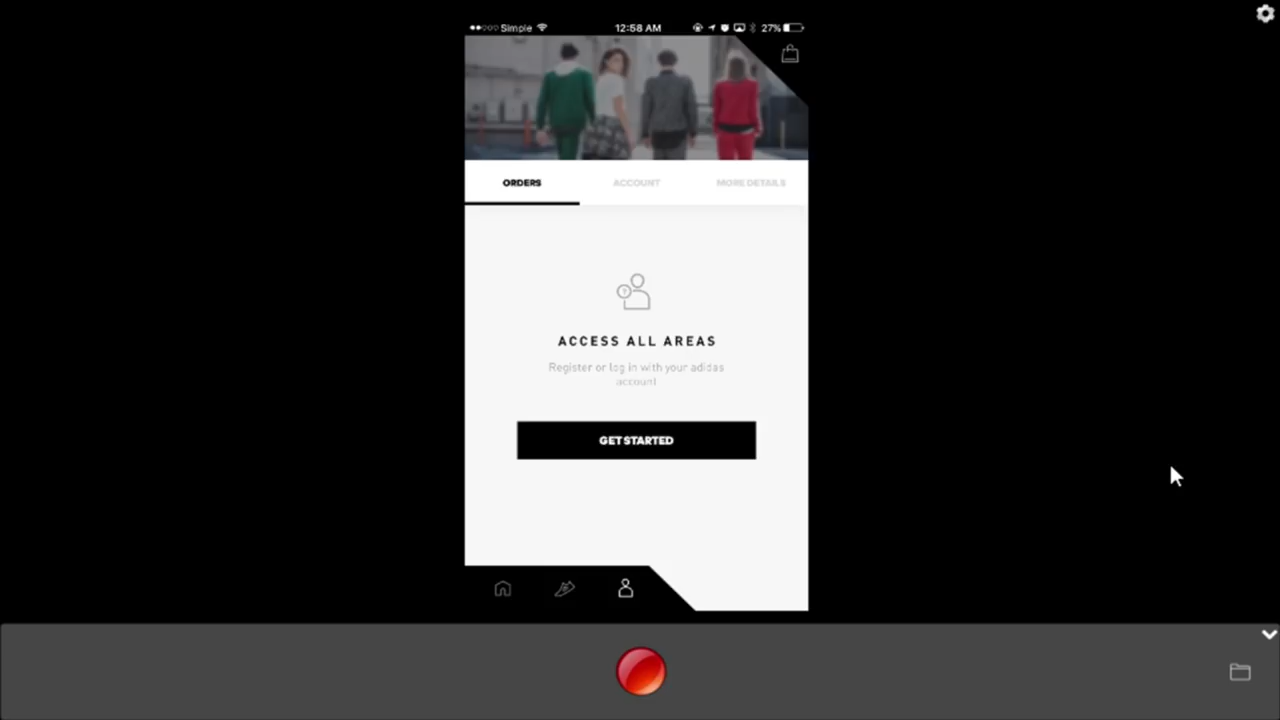 Simple 12:58 AM 27%
ORDERS ACCOUNT MORE DETAILS
ACCESS ALL AREAS
Register or log in with your adidas
account
GET STARTED